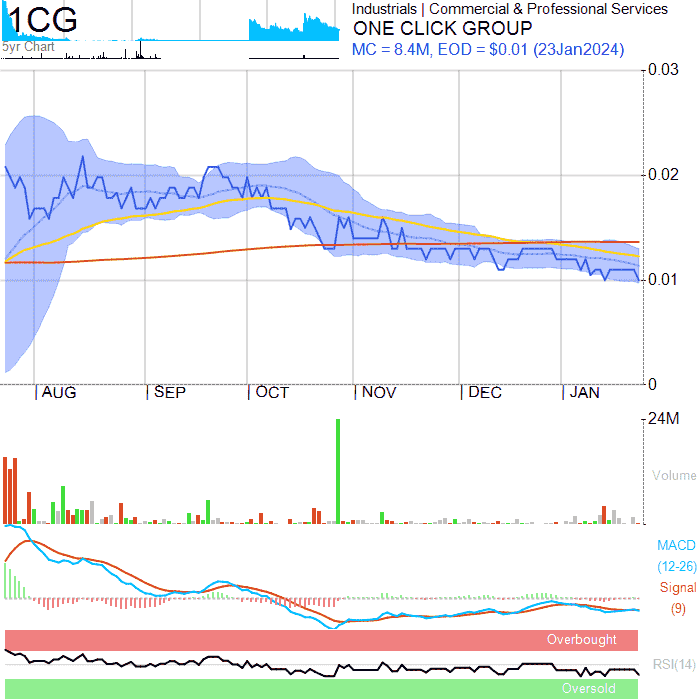 1CG
5yr Chart
Industrials | Commercial & Professional Services
ONE CLICK GROUP
MC = 8.4M, EOD = $0.01 (23Jan2024)
0.03
0.02
0.01
0
AUG SEP OCT NOV DEC JAN
24M
Volume
MACD
(12-26)
Signal
(9)
Overbought
RSI(14)
Oversold